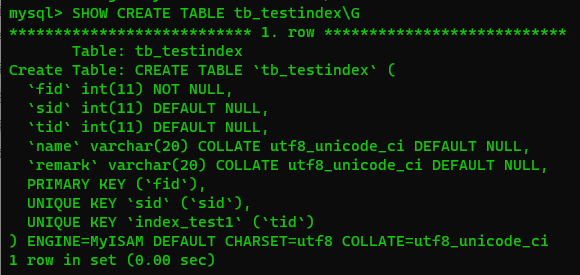 mysql> SHOW CREATE TABLE tb_testindex\G
*************************** 1. row ***************************
       Table: tb_testindex
Create Table: CREATE TABLE `tb_testindex` (
  `fid` int(11) NOT NULL,
  `sid` int(11) DEFAULT NULL,
  `tid` int(11) DEFAULT NULL,
  `name` varchar(20) COLLATE utf8_unicode_ci DEFAULT NULL,
  `remark` varchar(20) COLLATE utf8_unicode_ci DEFAULT NULL,
  PRIMARY KEY (`fid`),
  UNIQUE KEY `sid` (`sid`),
  UNIQUE KEY `index_test1` (`tid`)
) ENGINE=MyISAM DEFAULT CHARSET=utf8 COLLATE=utf8_unicode_ci
1 row in set (0.00 sec)